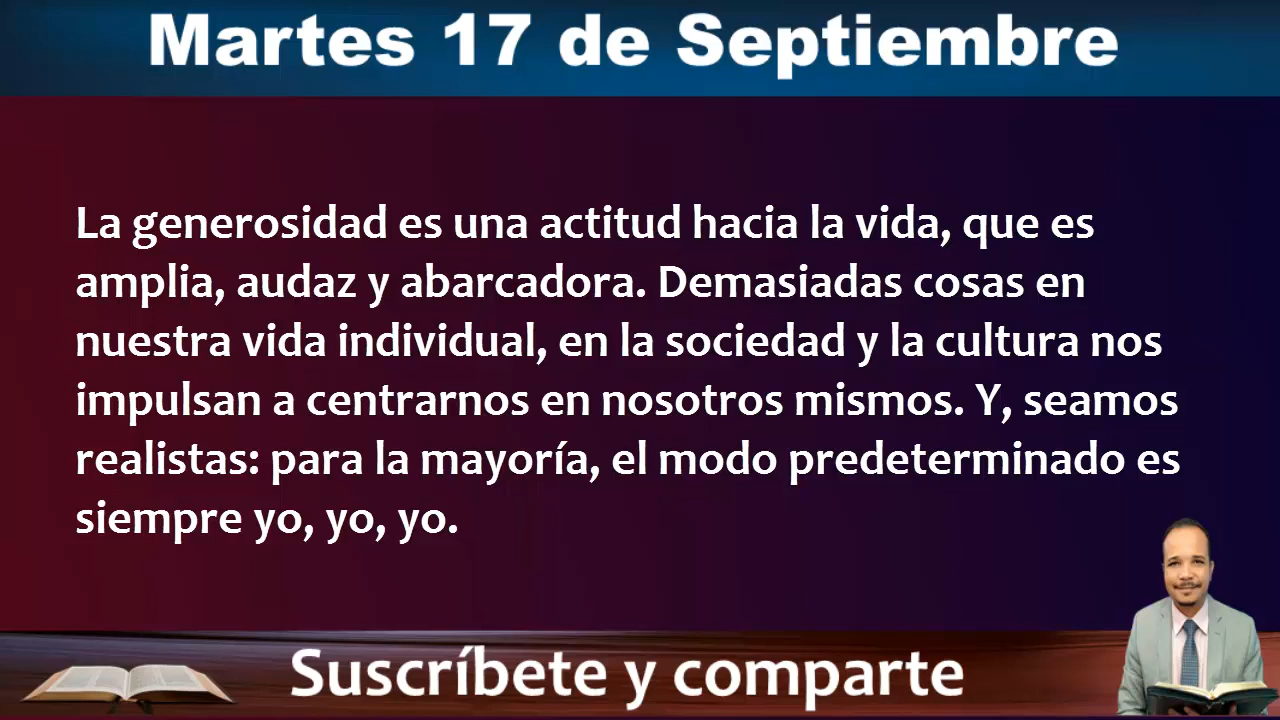 Martes 17 de Septiembre
La generosidad es una actitud hacia la vida, que es
amplia, audaz y abarcadora. Demasiadas cosas en
nuestra vida individual, en la sociedad y la cultura nos
impulsan a centrarnos en nosotros mismos. Y, seamos
realistas: para la mayoría, el modo predeterminado es
siempre yo, yo, yo.
Suscríbete y comparte